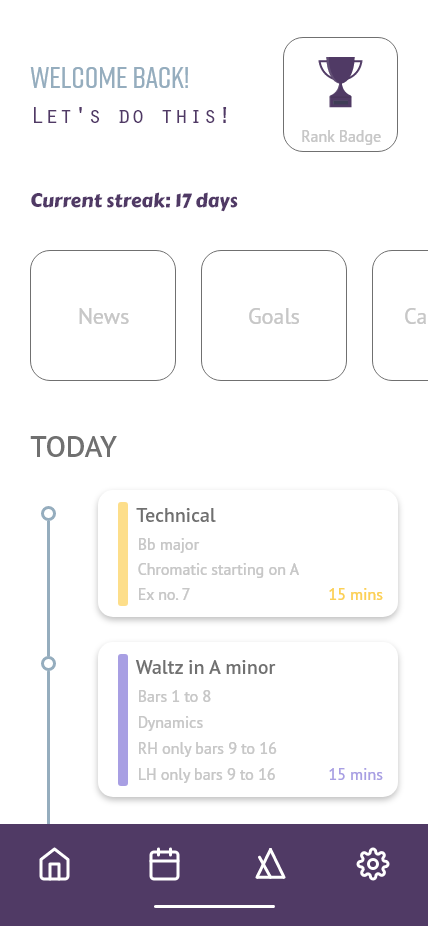 WELCOME BACK!
LET'S DO THIS!
Rank Badge
Current streak: 17 days
News
Goals
Ca
TODAY
Technical
Bb major
Chromatic starting on A
Ex no. 7
15 mins
Waltz in A minor
Bars 1 to 8
Dynamics
RH only bars 9 to 16
LH only bars 9 to 16
15 mins